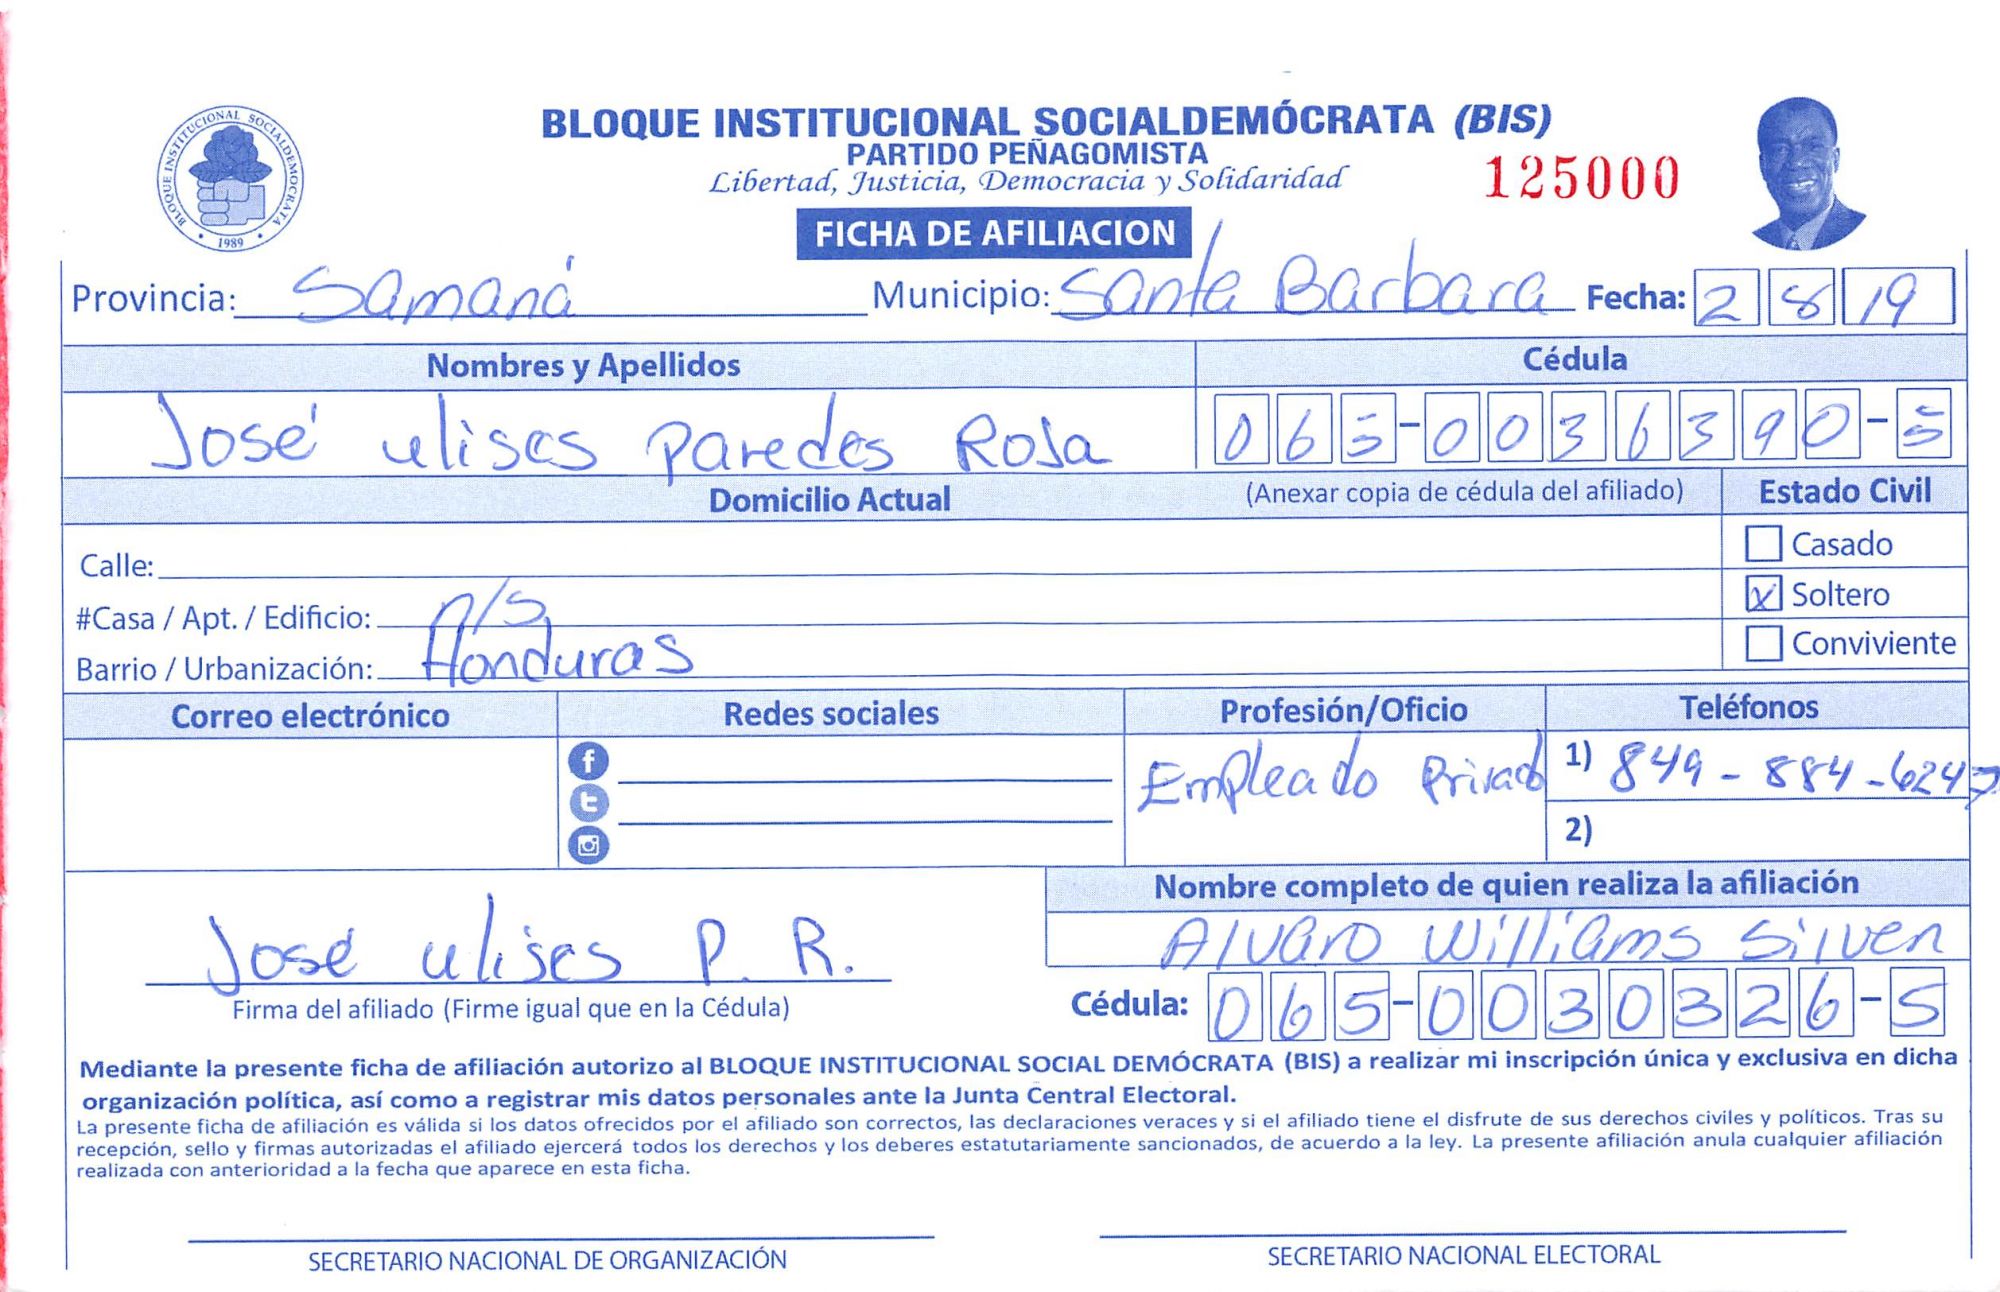 BLOQUE INSTITUCIONAL SOCIALDEMOCRATA
1989
BLOQUE INSTITUCIONAL SOCIALDEMÓCRATA (BIS)
PARTIDO PEÑAGOMISTA
Libertad, Justicia, Democracia y Solidaridad
125000
FICHA DE AFILIACION
Provincia: Samaná Municipio: Santa Barbara Fecha: 2 8 19
Nombres y Apellidos Cédula
José ulises Paredes Rosa 065-0036390-5
Domicilio Actual (Anexar copia de cédula del afiliado) Estado Civil
Calle: Casado
#Casa / Apt. / Edificio: n/s x Soltero
Barrio / Urbanización: Honduras Conviviente
Correo electrónico Redes sociales Profesión/Oficio Teléfonos
Empleado Privado 1) 849-884-6247
2)
Nombre completo de quien realiza la afiliación
José ulises P. R. Alvaro Williams Silven
Firma del afiliado (Firme igual que en la Cédula) Cédula: 065-0030326-5
Mediante la presente ficha de afiliación autorizo al BLOQUE INSTITUCIONAL SOCIAL DEMÓCRATA (BIS) a realizar mi inscripción única y exclusiva en dicha
organización política, así como a registrar mis datos personales ante la Junta Central Electoral.
La presente ficha de afiliación es válida si los datos ofrecidos por el afiliado son correctos, las declaraciones veraces y si el afiliado tiene el disfrute de sus derechos civiles y políticos. Tras su
recepción, sello y firmas autorizadas el afiliado ejercerá todos los derechos y los deberes estatutariamente sancionados, de acuerdo a la ley. La presente afiliación anula cualquier afiliación
realizada con anterioridad a la fecha que aparece en esta ficha.
SECRETARIO NACIONAL DE ORGANIZACIÓN SECRETARIO NACIONAL ELECTORAL